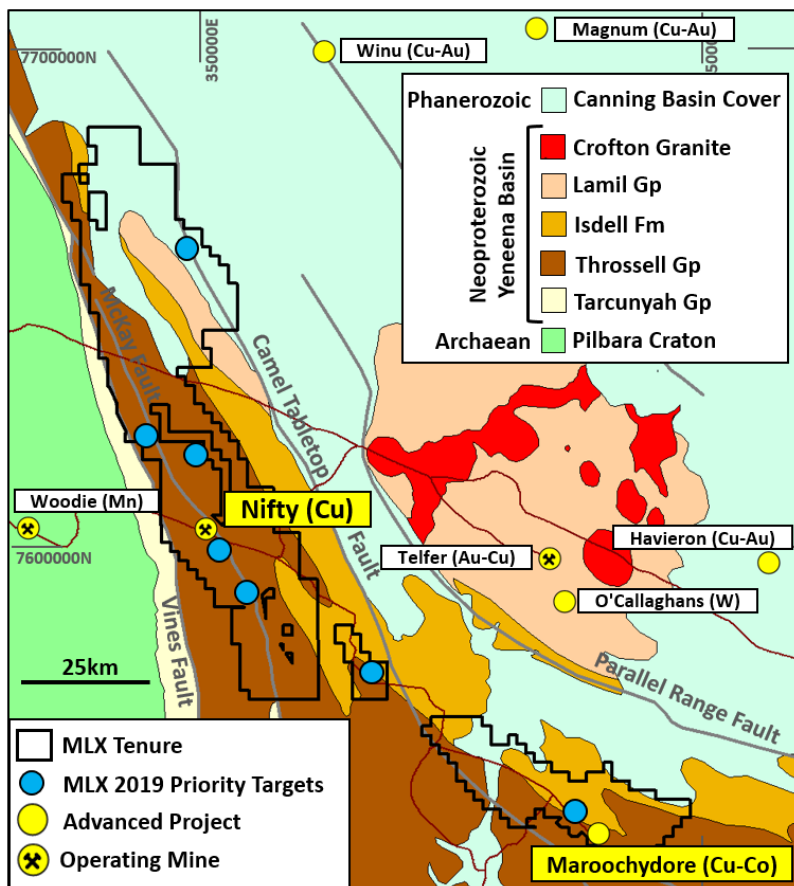 Magnum (Cu-Au)
Winu (Cu-Au)
7700000N
350000E
Phanerozoic
Canning Basin Cover
Neoproterozoic
Yeneena Basin
Crofton Granite
Lamil Gp
Isdell Fm
Throssell Gp
Tarcunyah Gp
Archaean
Pilbara Craton
McKay Fault
Camel Tabletop
Fault
Woodie (Mn)
Nifty (Cu)
7600000N
Telfer (Au-Cu)
Havieron (Cu-Au)
O'Callaghans (W)
Vines Fault
Parallel Range Fault
25km
MLX Tenure
MLX 2019 Priority Targets
Advanced Project
Operating Mine
Maroochydore (Cu-Co)